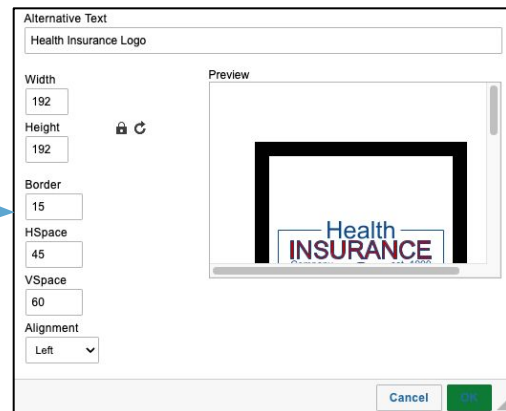 Alternative Text
Health Insurance Logo
Width
192
Height
192
Border
15
HSpace
45
VSpace
60
Alignment
Left
Preview
Health
INSURANCE
Cancel
OK